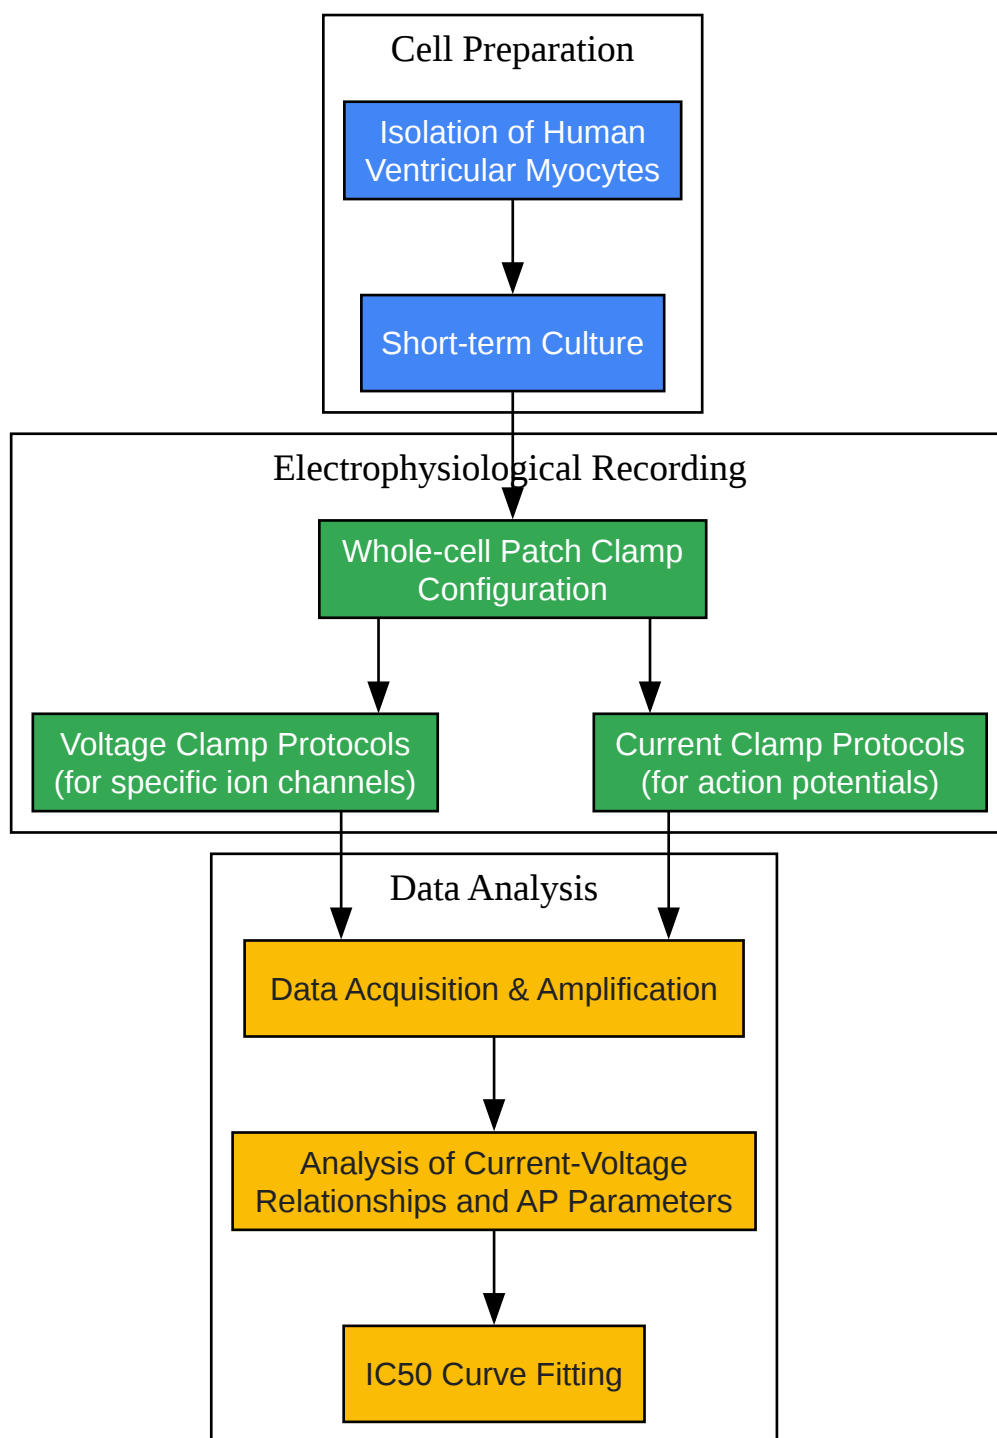 Cell Preparation
Isolation of Human
Ventricular Myocytes
Short-term Culture
Electrophysiological Recording
Whole-cell Patch Clamp
Configuration
Voltage Clamp Protocols
(for specific ion channels)
Current Clamp Protocols
(for action potentials)
Data Analysis
Data Acquisition & Amplification
Analysis of Current-Voltage
Relationships and AP Parameters
IC50 Curve Fitting